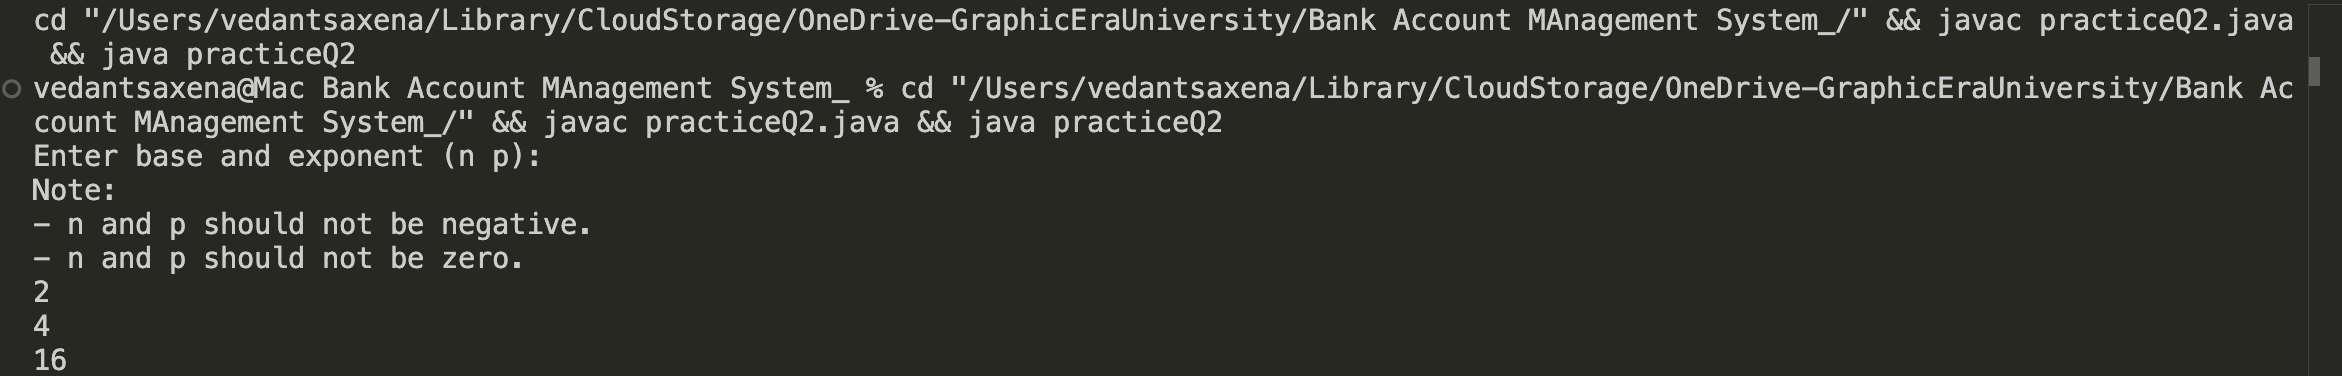 cd "/Users/vedantsaxena/Library/CloudStorage/OneDrive-GraphicEraUniversity/Bank Account MAnagement System_/" && javac practiceQ2.java
 && java practiceQ2
vedantsaxena@Mac Bank Account MAnagement System_ % cd "/Users/vedantsaxena/Library/CloudStorage/OneDrive-GraphicEraUniversity/Bank Ac
count MAnagement System_/" && javac practiceQ2.java && java practiceQ2
Enter base and exponent (n p):
Note:
- n and p should not be negative.
- n and p should not be zero.
2
4
16